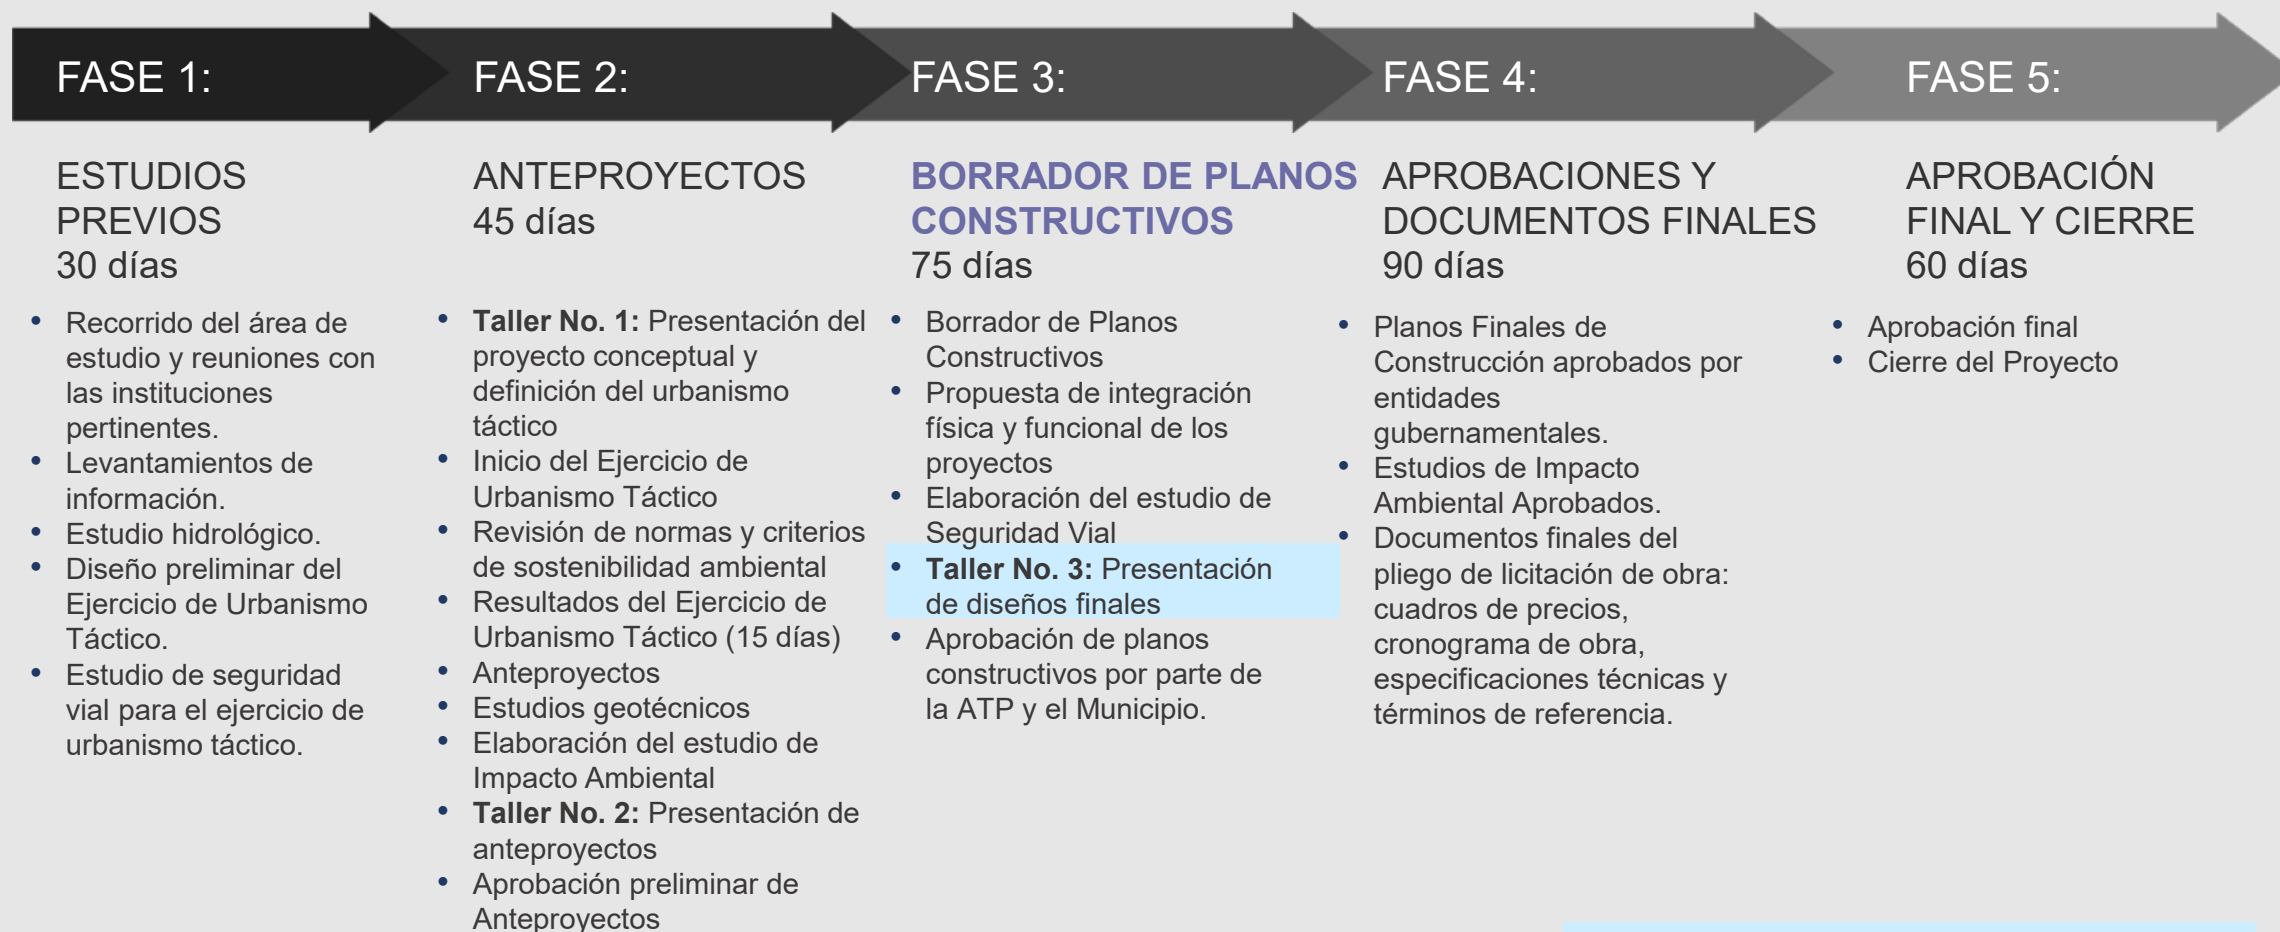 FASE 1:
FASE 2:
FASE 3:
FASE 4:
FASE 5:
ESTUDIOS
PREVIOS
30 días
• Recorrido del área de
estudio y reuniones con
las instituciones
pertinentes.
• Levantamientos de
información.
• Estudio hidrológico.
• Diseño preliminar del
Ejercicio de Urbanismo
Táctico.
• Estudio de seguridad
vial para el ejercicio de
urbanismo táctico.
ANTEPROYECTOS
45 días
• Taller No. 1: Presentación del
proyecto conceptual y
definición del urbanismo
táctico
• Inicio del Ejercicio de
Urbanismo Táctico
• Revisión de normas y criterios
de sostenibilidad ambiental
• Resultados del Ejercicio de
Urbanismo Táctico (15 días)
• Anteproyectos
• Estudios geotécnicos
• Elaboración del estudio de
Impacto Ambiental
• Taller No. 2: Presentación de
anteproyectos
• Aprobación preliminar de
Anteproyectos
BORRADOR DE PLANOS
CONSTRUCTIVOS
75 días
• Borrador de Planos
Constructivos
• Propuesta de integración
física y funcional de los
proyectos
• Elaboración del estudio de
Seguridad Vial
• Taller No. 3: Presentación
de diseños finales
• Aprobación de planos
constructivos por parte de
la ATP y el Municipio.
APROBACIONES Y
DOCUMENTOS FINALES
90 días
• Planos Finales de
Construcción aprobados por
entidades
gubernamentales.
• Estudios de Impacto
Ambiental Aprobados.
• Documentos finales del
pliego de licitación de obra:
cuadros de precios,
cronograma de obra,
especificaciones técnicas y
términos de referencia.
APROBACIÓN
FINAL Y CIERRE
60 días
• Aprobación final
• Cierre del Proyecto